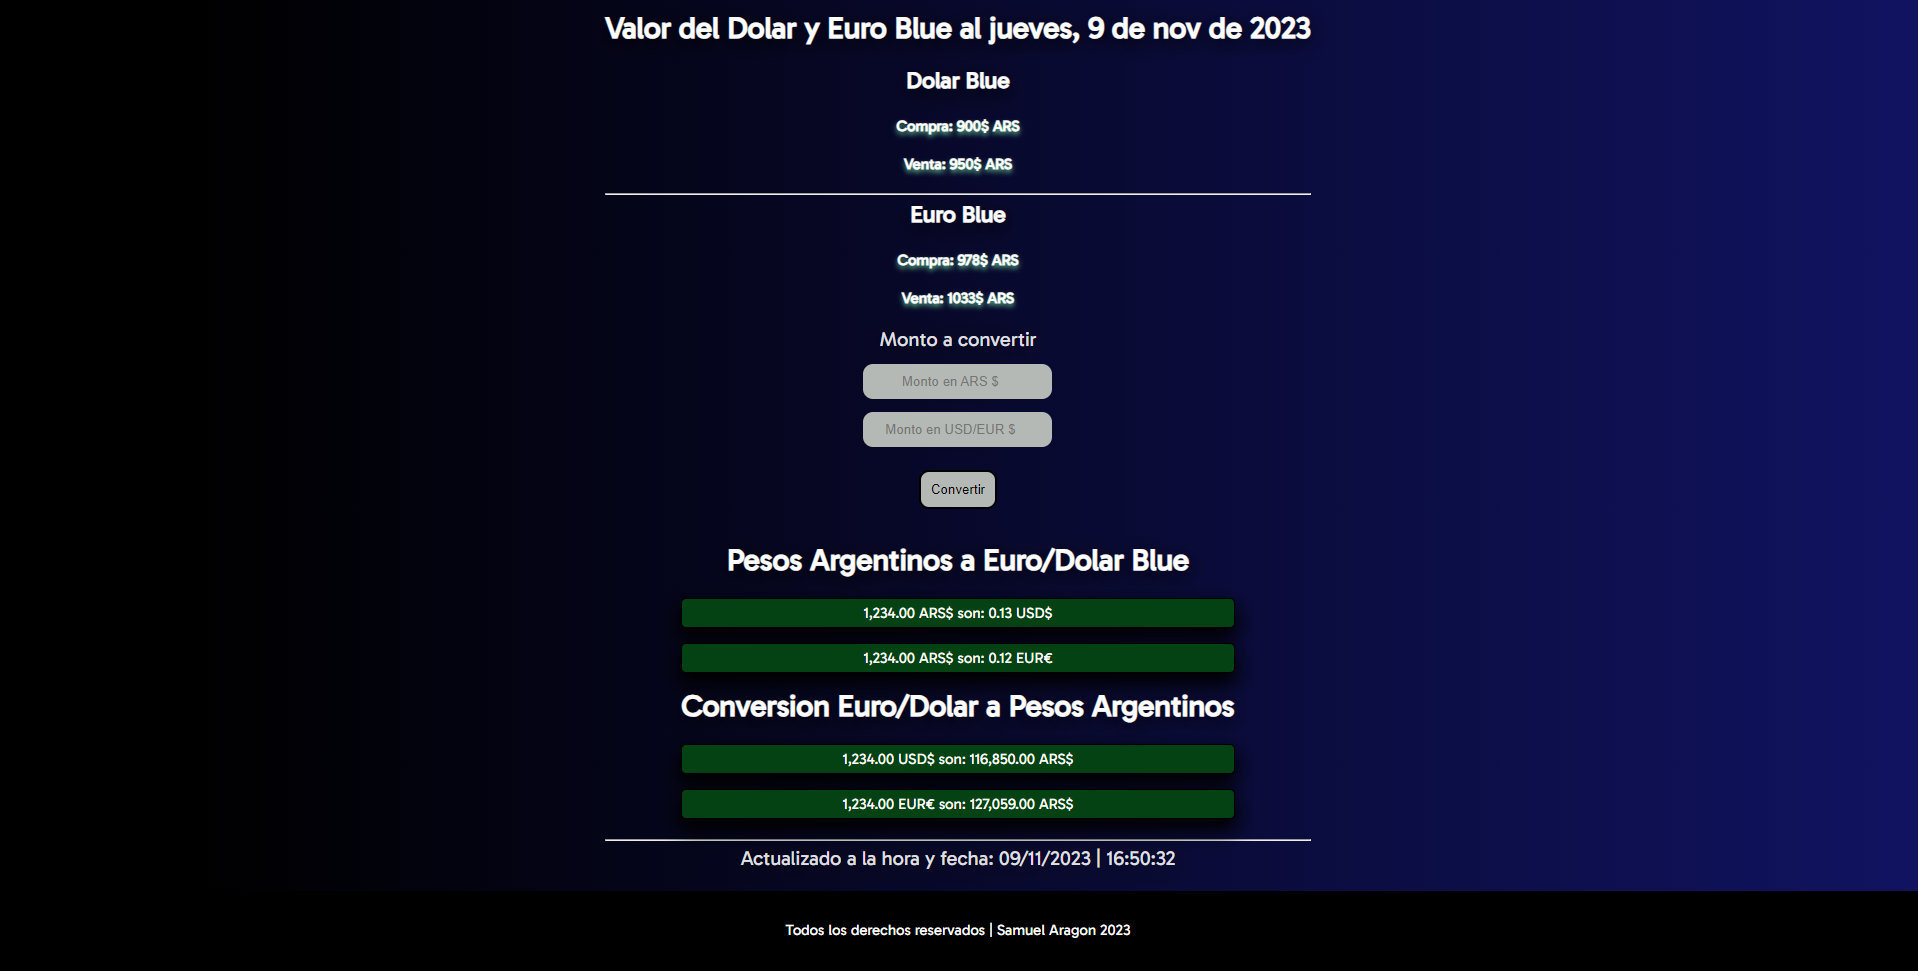 Valor del Dolar y Euro Blue al jueves, 9 de nov de 2023
Dolar Blue
Compra: 900$ ARS
Venta: 950$ ARS
Euro Blue
Compra: 978$ ARS
Venta: 1033$ ARS
Monto a convertir
Monto en ARS $
Monto en USD/EUR $
Convertir
Pesos Argentinos a Euro/Dolar Blue
1,234.00 ARS$ son: 0.13 USD$
1,234.00 ARS$ son: 0.12 EUR€
Conversion Euro/Dolar a Pesos Argentinos
1,234.00 USD$ son: 116,850.00 ARS$
1,234.00 EUR€ son: 127,059.00 ARS$
Actualizado a la hora y fecha: 09/11/2023 | 16:50:32
Todos los derechos reservados | Samuel Aragon 2023